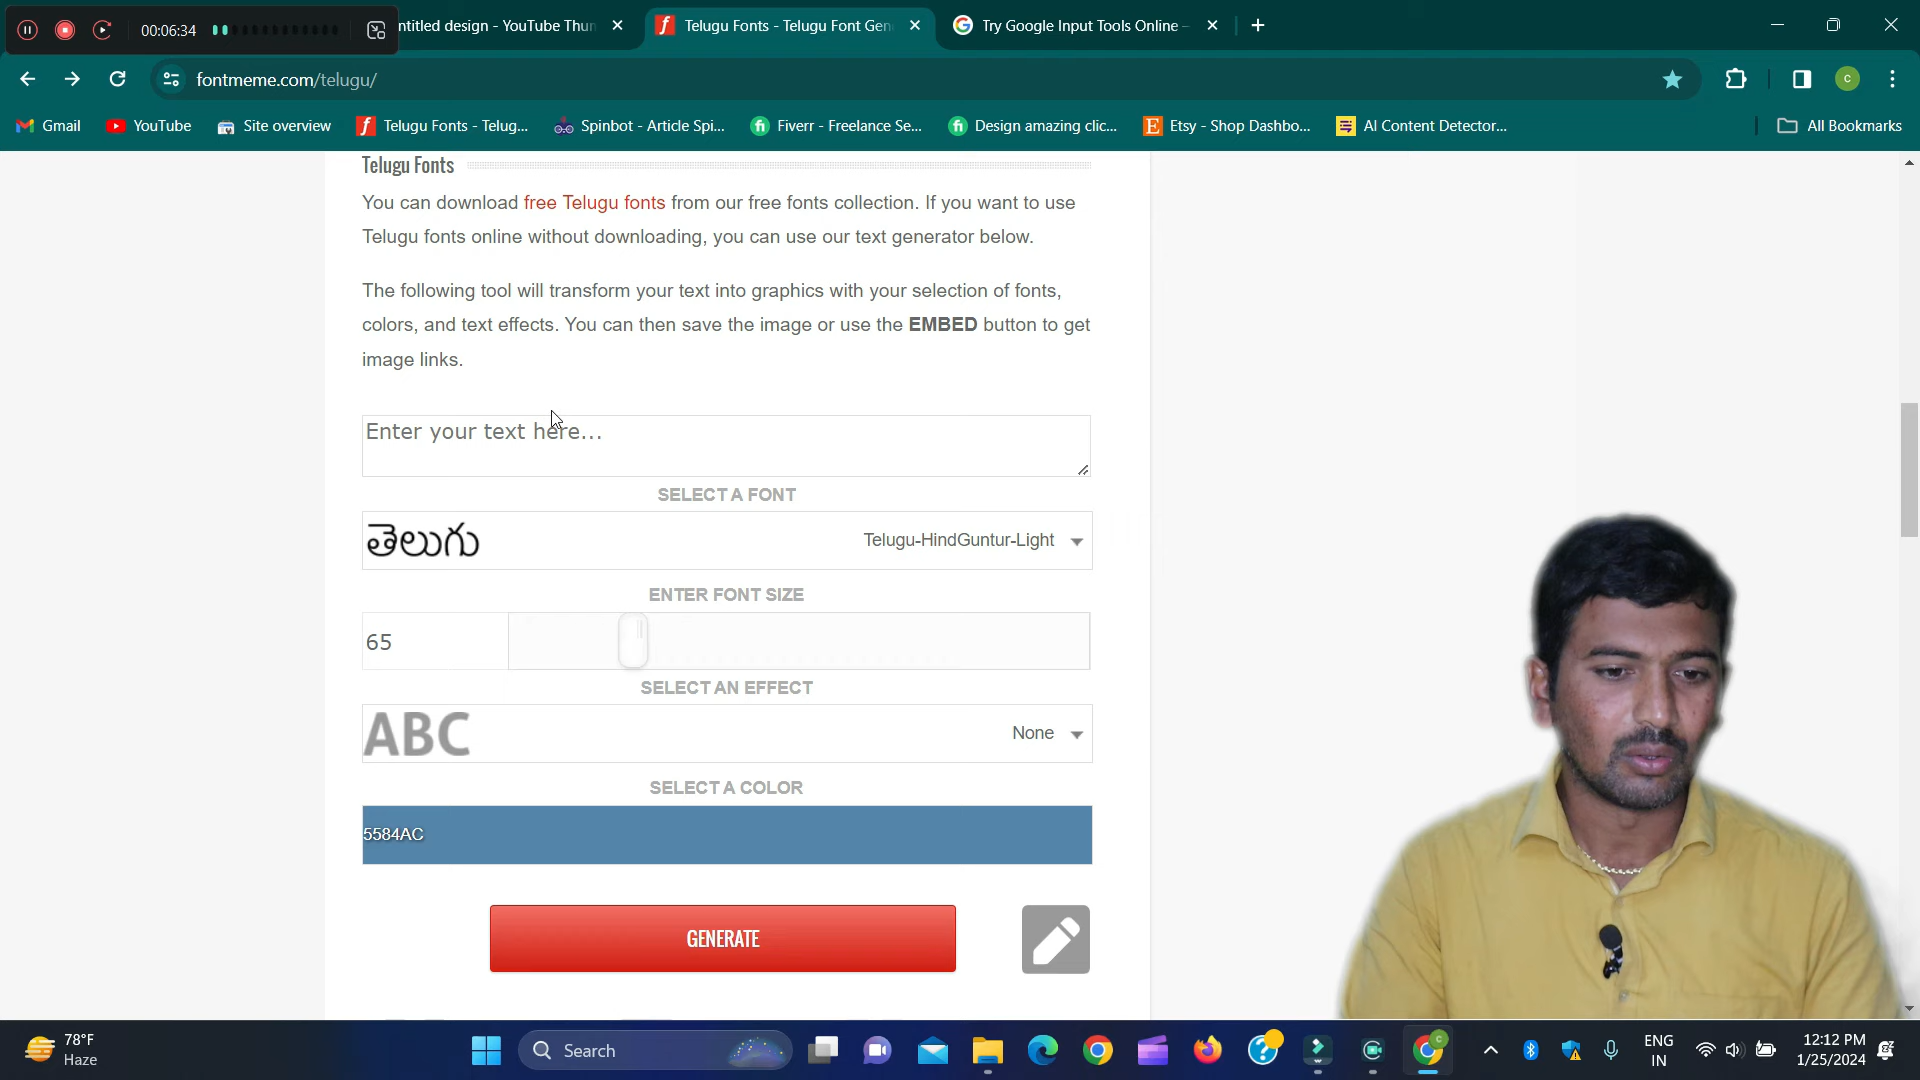 00:06:34
ntitled design - YouTube Thun
Telugu Fonts - Telugu Font Gen
Try Google Input Tools Online –
fontmeme.com/telugu/
C
Gmail
YouTube
Site overview
Telugu Fonts - Telug...
Spinbot - Article Spi...
Fiverr - Freelance Se...
Design amazing clic...
Etsy - Shop Dashbo...
AI Content Detector...
All Bookmarks
Telugu Fonts
You can download free Telugu fonts from our free fonts collection. If you want to use
Telugu fonts online without downloading, you can use our text generator below.
The following tool will transform your text into graphics with your selection of fonts,
colors, and text effects. You can then save the image or use the EMBED button to get
image links.
Enter your text here...
SELECT A FONT
తెలుగు
Telugu-HindGuntur-Light
ENTER FONT SIZE
65
SELECT AN EFFECT
ABC
None
SELECT A COLOR
5584AC
GENERATE
78°F
Haze
Search
ENG
IN
12:12 PM
1/25/2024